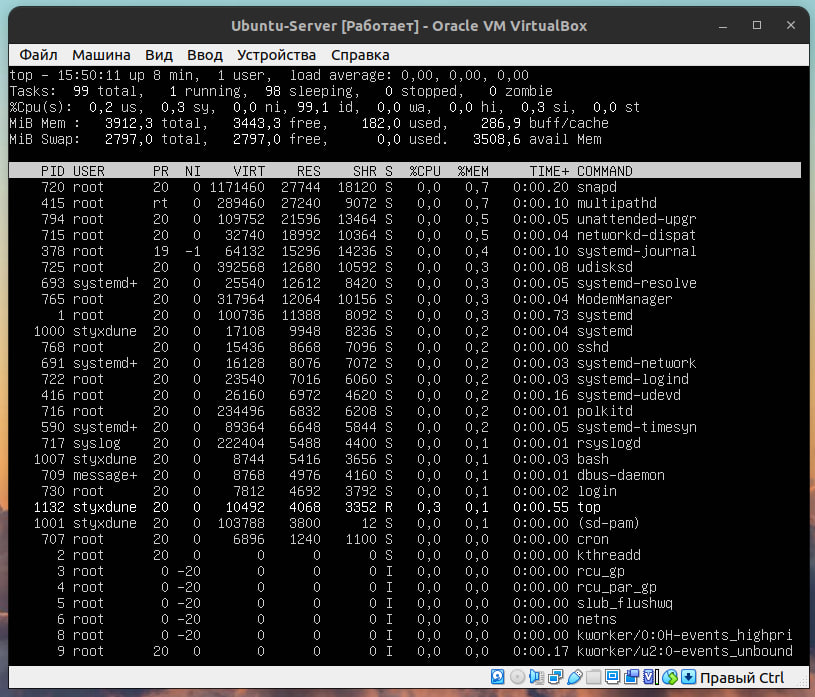 Ubuntu-Server [Работает] - Oracle VM VirtualBox
Файл Машина Вид Ввод Устройства Справка
top - 15:50:11 up 8 min,  1 user,  load average: 0,00, 0,00, 0,00
Tasks:  99 total,   1 running,  98 sleeping,   0 stopped,   0 zombie
%Cpu(s):  0,2 us,  0,3 sy,  0,0 ni, 99,1 id,  0,0 wa,  0,0 hi,  0,3 si,  0,0 st
MiB Mem :   3912,3 total,   3443,3 free,    182,0 used,    286,9 buff/cache
MiB Swap:   2797,0 total,   2797,0 free,      0,0 used.   3508,6 avail Mem
PID USER      PR  NI    VIRT    RES    SHR S  %CPU  %MEM     TIME+ COMMAND
720 root      20   0 1171460  27744  18120 S   0,0   0,7   0:00.20 snapd
415 root      rt   0  289460  27240   9072 S   0,0   0,7   0:00.10 multipathd
794 root      20   0  109752  21596  13464 S   0,0   0,5   0:00.05 unattended-upgr
715 root      20   0   32740  18992  10364 S   0,0   0,5   0:00.04 networkd-dispat
378 root      19  -1   64132  15296  14236 S   0,0   0,4   0:00.10 systemd-journal
725 root      20   0  392568  12680  10592 S   0,0   0,3   0:00.08 udisksd
693 systemd+  20   0   25540  12612   8420 S   0,0   0,3   0:00.05 systemd-resolve
765 root      20   0  317964  12064  10156 S   0,0   0,3   0:00.04 ModemManager
1 root      20   0  100736  11388   8092 S   0,0   0,3   0:00.73 systemd
1000 styxdune  20   0   17108   9948   8236 S   0,0   0,2   0:00.04 systemd
768 root      20   0   15436   8668   7096 S   0,0   0,2   0:00.00 sshd
691 systemd+  20   0   16128   8076   7072 S   0,0   0,2   0:00.03 systemd-network
722 root      20   0   23540   7016   6060 S   0,0   0,2   0:00.03 systemd-logind
416 root      20   0   26160   6972   4620 S   0,0   0,2   0:00.16 systemd-udevd
716 root      20   0  234496   6832   6208 S   0,0   0,2   0:00.01 polkitd
590 systemd+  20   0   89364   6648   5844 S   0,0   0,2   0:00.05 systemd-timesyn
717 syslog    20   0  222404   5488   4400 S   0,0   0,1   0:00.01 rsyslogd
1007 styxdune  20   0    8744   5416   3656 S   0,0   0,1   0:00.03 bash
709 message+  20   0    8768   4976   4160 S   0,0   0,1   0:00.01 dbus-daemon
730 root      20   0    7812   4692   3792 S   0,0   0,1   0:00.02 login
1132 styxdune  20   0   10492   4068   3352 R   0,3   0,1   0:00.55 top
1001 styxdune  20   0  103788   3800     12 S   0,0   0,1   0:00.00 (sd-pam)
707 root      20   0    6896   1240   1100 S   0,0   0,0   0:00.00 cron
2 root      20   0       0      0      0 S   0,0   0,0   0:00.00 kthreadd
3 root       0 -20       0      0      0 I   0,0   0,0   0:00.00 rcu_gp
4 root       0 -20       0      0      0 I   0,0   0,0   0:00.00 rcu_par_gp
5 root       0 -20       0      0      0 I   0,0   0,0   0:00.00 slub_flushwq
6 root       0 -20       0      0      0 I   0,0   0,0   0:00.00 netns
8 root       0 -20       0      0      0 I   0,0   0,0   0:00.00 kworker/0:0H-events_highpri
9 root      20   0       0      0      0 I   0,0   0,0   0:00.17 kworker/u2:0-events_unbound
Правый Ctrl